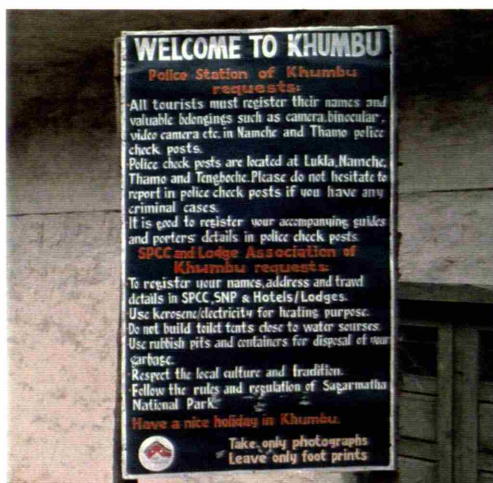 WELCOME TO KHUMBU
Police Station of Khumbu
requests:
All tourists must register their names and
valuable belongings such as camera, binocular,
video camera etc. in Namche and Thamo police
check posts.
Police check posts are located at Lukla, Namche,
Thamo and Tengboche. Please do not hesitate to
report in police check posts if you have any
criminal cases.
It is good to register your accompanying guides
and porters details in police check posts.
SPCC and Lodge Association of
Khumbu requests:
To register your names, address and travel
details in SPCC, SNP & Hotels/Lodges.
Use kerosene/electricity for heating purpose.
Do not build toilet tents close to water sourses.
Use rubbish pits and containers for disposal of your
garbage.
Respect the local culture and tradition.
Follow the rules and regulation of Sagarmatha
National Park.
Have a nice holiday in Khumbu.
Take only photographs
Leave only foot prints